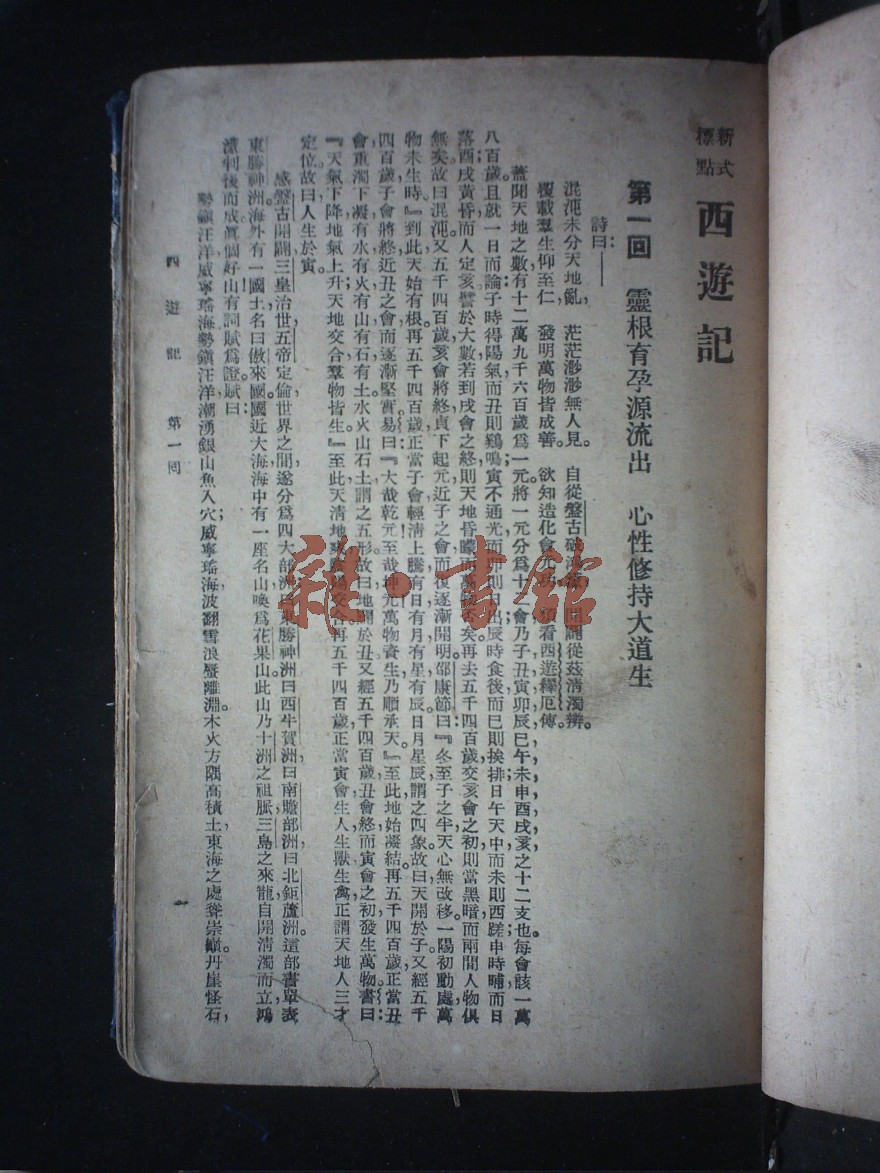 新式標點 西遊記
第一回 靈根育孕源流出 心性修持大道生
詩曰：——
混沌未分天地亂，茫茫渺渺無人見。自從盤古破鴻濛，開闢從茲清濁辨。
覆載羣生仰至仁，發明萬物皆成善。欲知造化會元功，須看西遊釋厄傳。
蓋聞天地之數，有十二萬九千六百歲爲一元。將一元分爲十二會，乃子、丑、寅、卯、辰、巳、午、未、申、酉、戌、亥之十二支也。每會該一萬
八百歲。且就一日而論：子時得陽氣，而丑則鷄鳴；寅不通光，而卯則日出；辰時食後，而巳則挨排；日午天中，而未則西蹉；申時晡，而日
落酉；戌黃昏，而人定亥。譬於大數，若到戌會之終，則天地昏曚而萬物否矣。再去五千四百歲，交亥會之初，則當黑暗，而兩間人物俱
無矣，故曰混沌。又五千四百歲，亥會將終，貞下起元，近子之會，而復逐漸開明。邵康節曰：『冬至子之半，天心無改移。一陽初動處，萬
物未生時。』到此天始有根。再五千四百歲，正當子會，輕清上騰，有日，有月，有星，有辰。日月星辰，謂之四象。故曰天開於子。又經五千
四百歲，子會將終，近丑之會，而逐漸堅實。易曰：『大哉乾元！至哉坤元！萬物資生，乃順承天。』至此，地始凝結。再五千四百歲，正當丑
會，重濁下凝，有水，有火，有山，有石，有土。水火山石土，謂之五形。故曰地闢於丑。又經五千四百歲，丑會終而寅會之初，發生萬物。書曰：
『天氣下降，地氣上升；天地交合，羣物皆生。』至此，天清地爽，陰陽交合。再五千四百歲，正當寅會，生人，生獸，生禽，正謂天地人三才
定位。故曰人生於寅。
感盤古開闢，三皇治世，五帝定倫，世界之間，遂分爲四大部洲：曰東勝神洲，曰西牛賀洲，曰南贍部洲，曰北鉅蘆洲。這部書單表
東勝神洲。海外有一國土，名曰傲來國。國近大海，海中有一座名山，喚爲花果山。此山乃十洲之祖脈，三島之來龍，自開清濁而立，鴻
濛判後而成。眞個好山！有詞賦爲證。賦曰：
勢鎭汪洋，威寧瑤海。勢鎭汪洋，潮湧銀山魚入穴；威寧瑤海，波翻雪浪蜃離淵。木火方隅高積土，東海之處聳崇巓。丹崖怪石，
西遊記 第一回
一
雜·書館